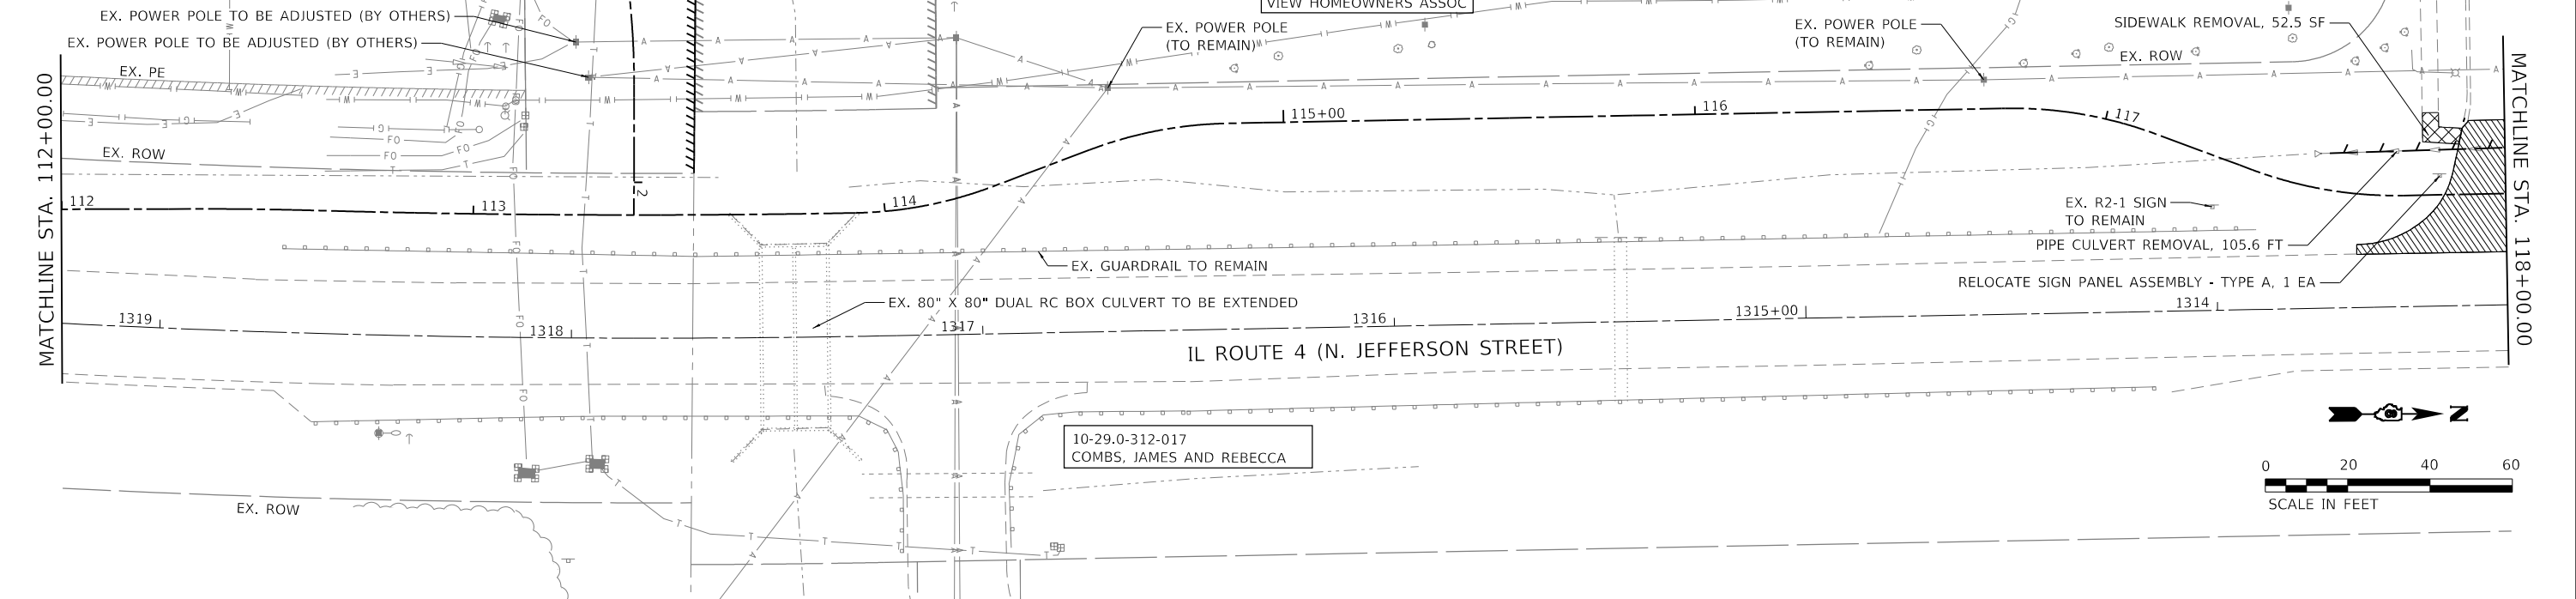 VIEW HOMEOWNERS ASSOC
EX. POWER POLE TO BE ADJUSTED (BY OTHERS)
EX. POWER POLE TO BE ADJUSTED (BY OTHERS)
EX. POWER POLE
(TO REMAIN)
EX. POWER POLE
(TO REMAIN)
SIDEWALK REMOVAL, 52.5 SF
EX. ROW
EX. PE
EX. ROW
MATCHLINE STA. 112+00.00
MATCHLINE STA. 118+00.00
112
113
2
114
115+00
116
117
EX. R2-1 SIGN
TO REMAIN
PIPE CULVERT REMOVAL, 105.6 FT
RELOCATE SIGN PANEL ASSEMBLY - TYPE A, 1 EA
EX. GUARDRAIL TO REMAIN
EX. 80" X 80" DUAL RC BOX CULVERT TO BE EXTENDED
1319
1318
1317
1316
1315+00
1314
IL ROUTE 4 (N. JEFFERSON STREET)
10-29.0-312-017
COMBS, JAMES AND REBECCA
EX. ROW
N
0 20 40 60
SCALE IN FEET